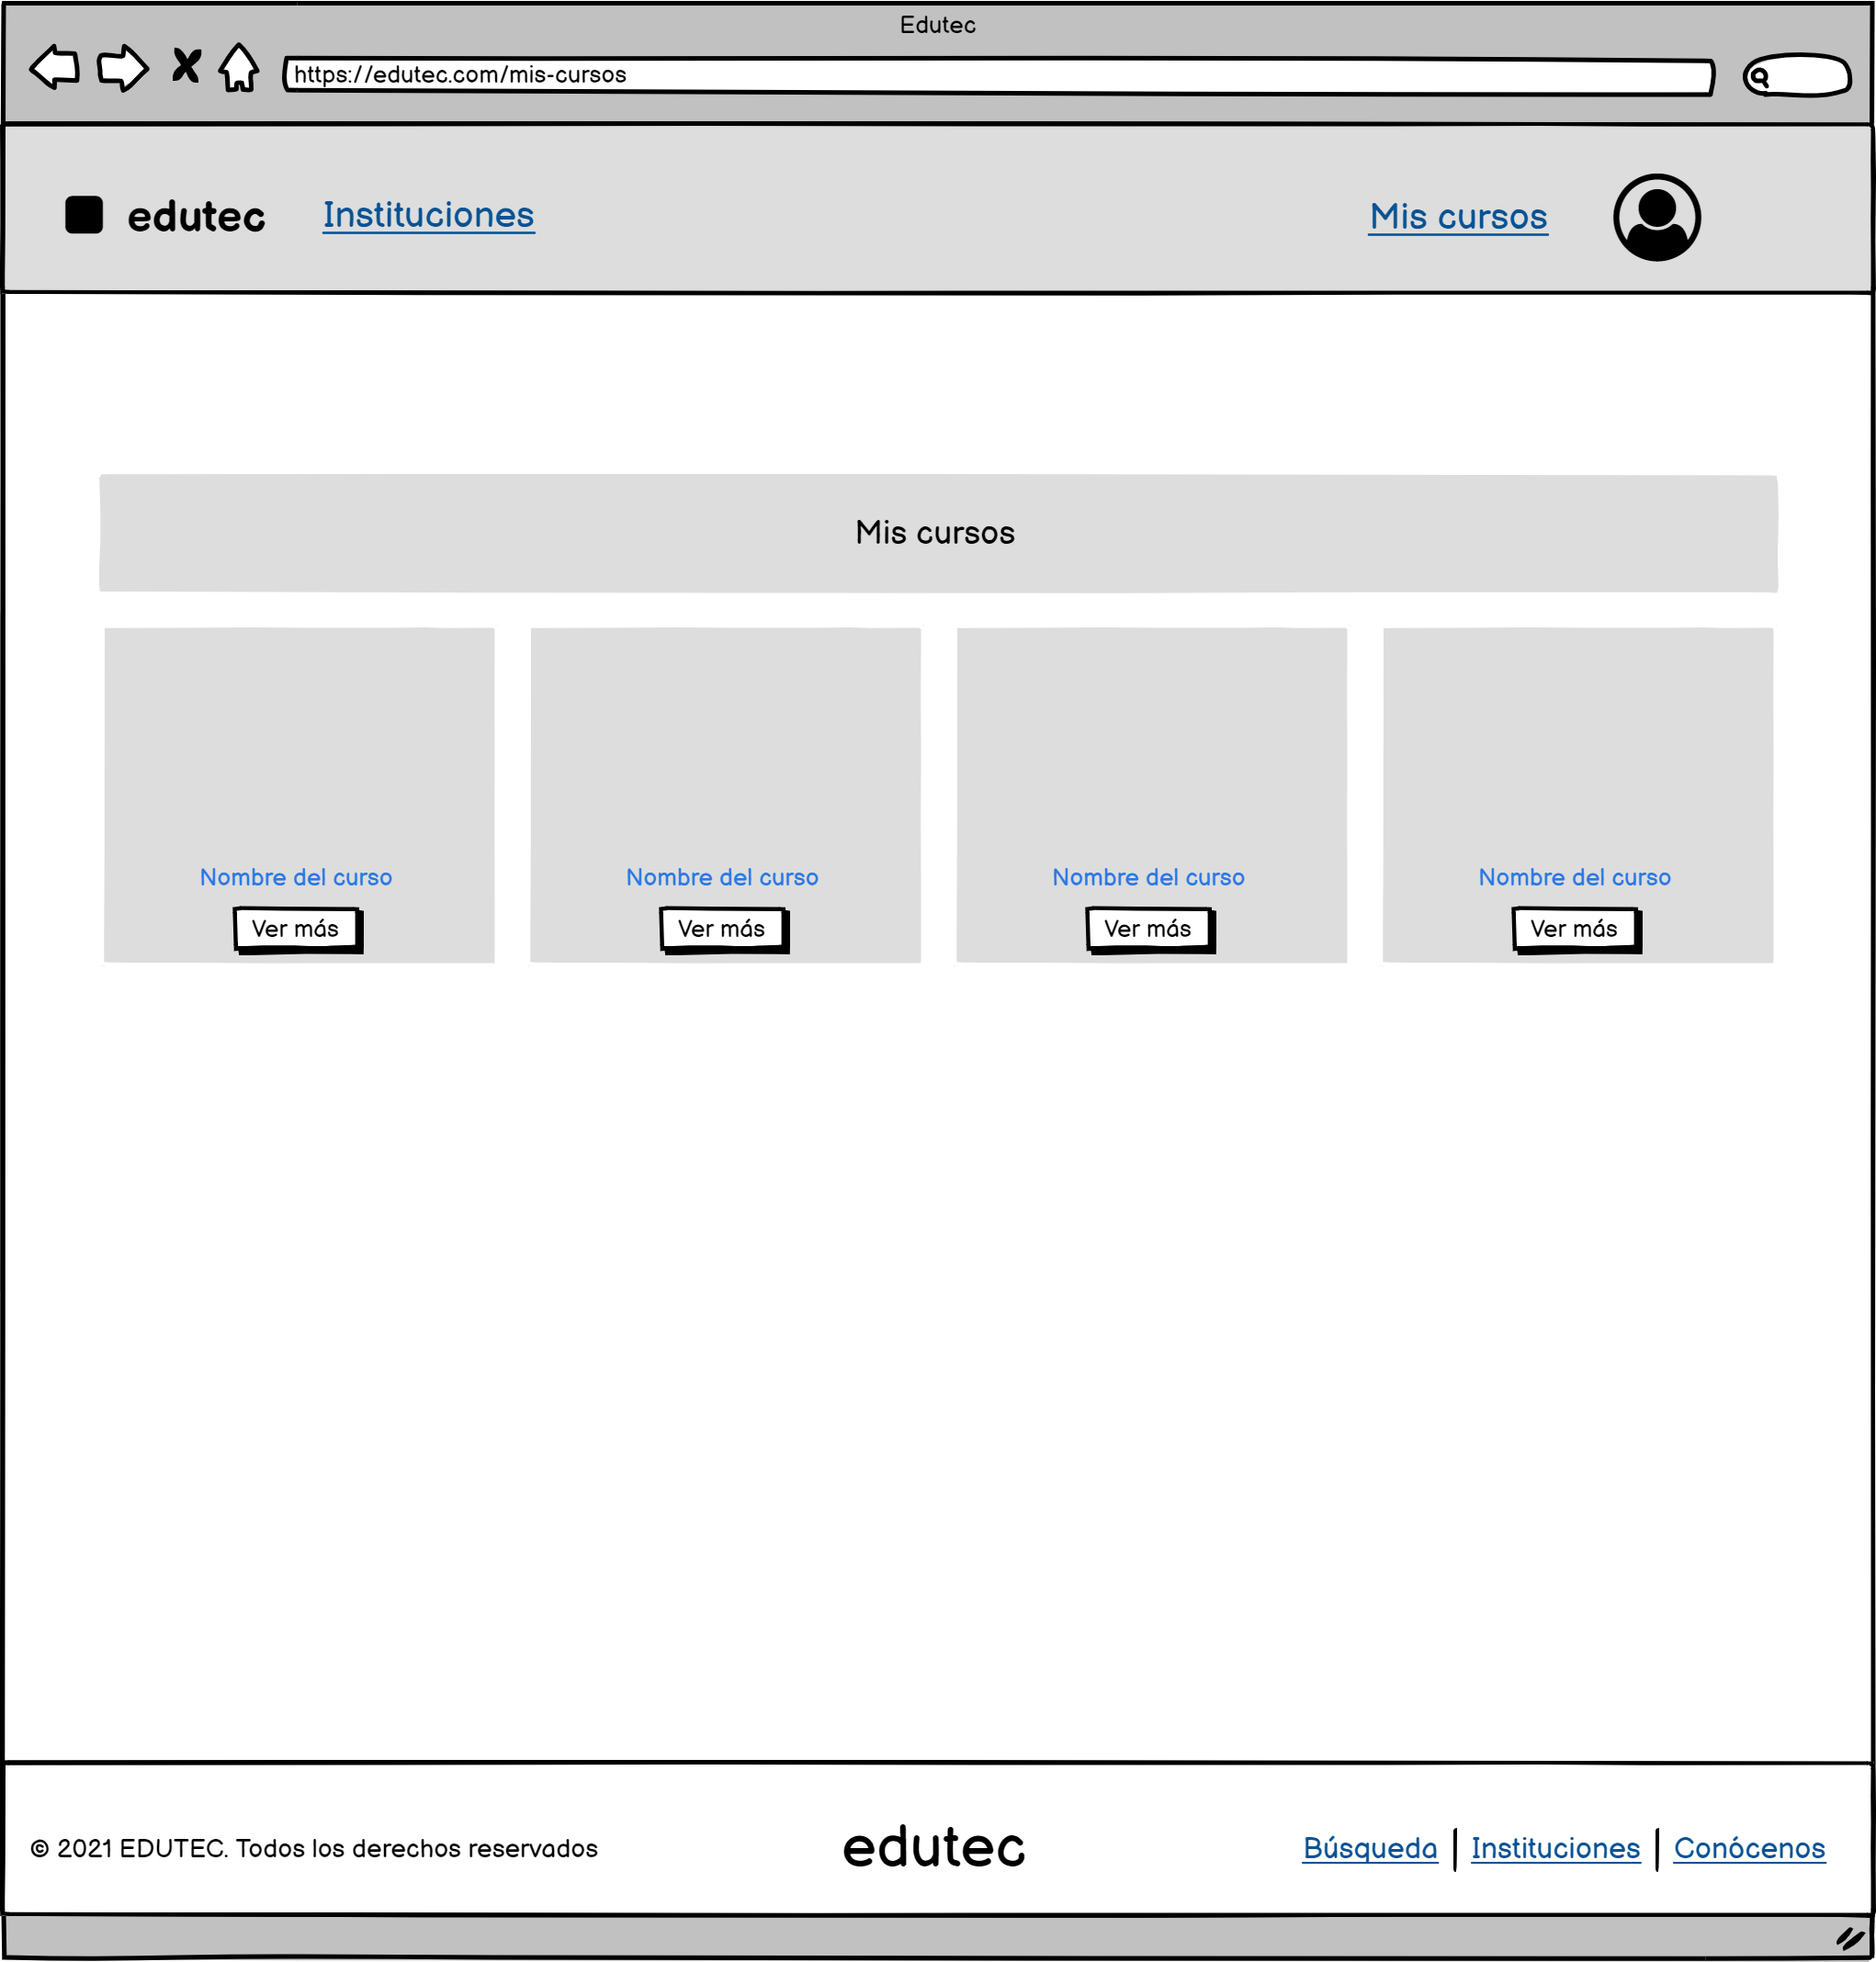 Edutec
https://edutec.com/mis-cursos
edutec
Instituciones
Mis cursos
Mis cursos
Nombre del curso
Ver más
Nombre del curso
Ver más
Nombre del curso
Ver más
Nombre del curso
Ver más
© 2021 EDUTEC. Todos los derechos reservados
edutec
Búsqueda
Instituciones
Conócenos